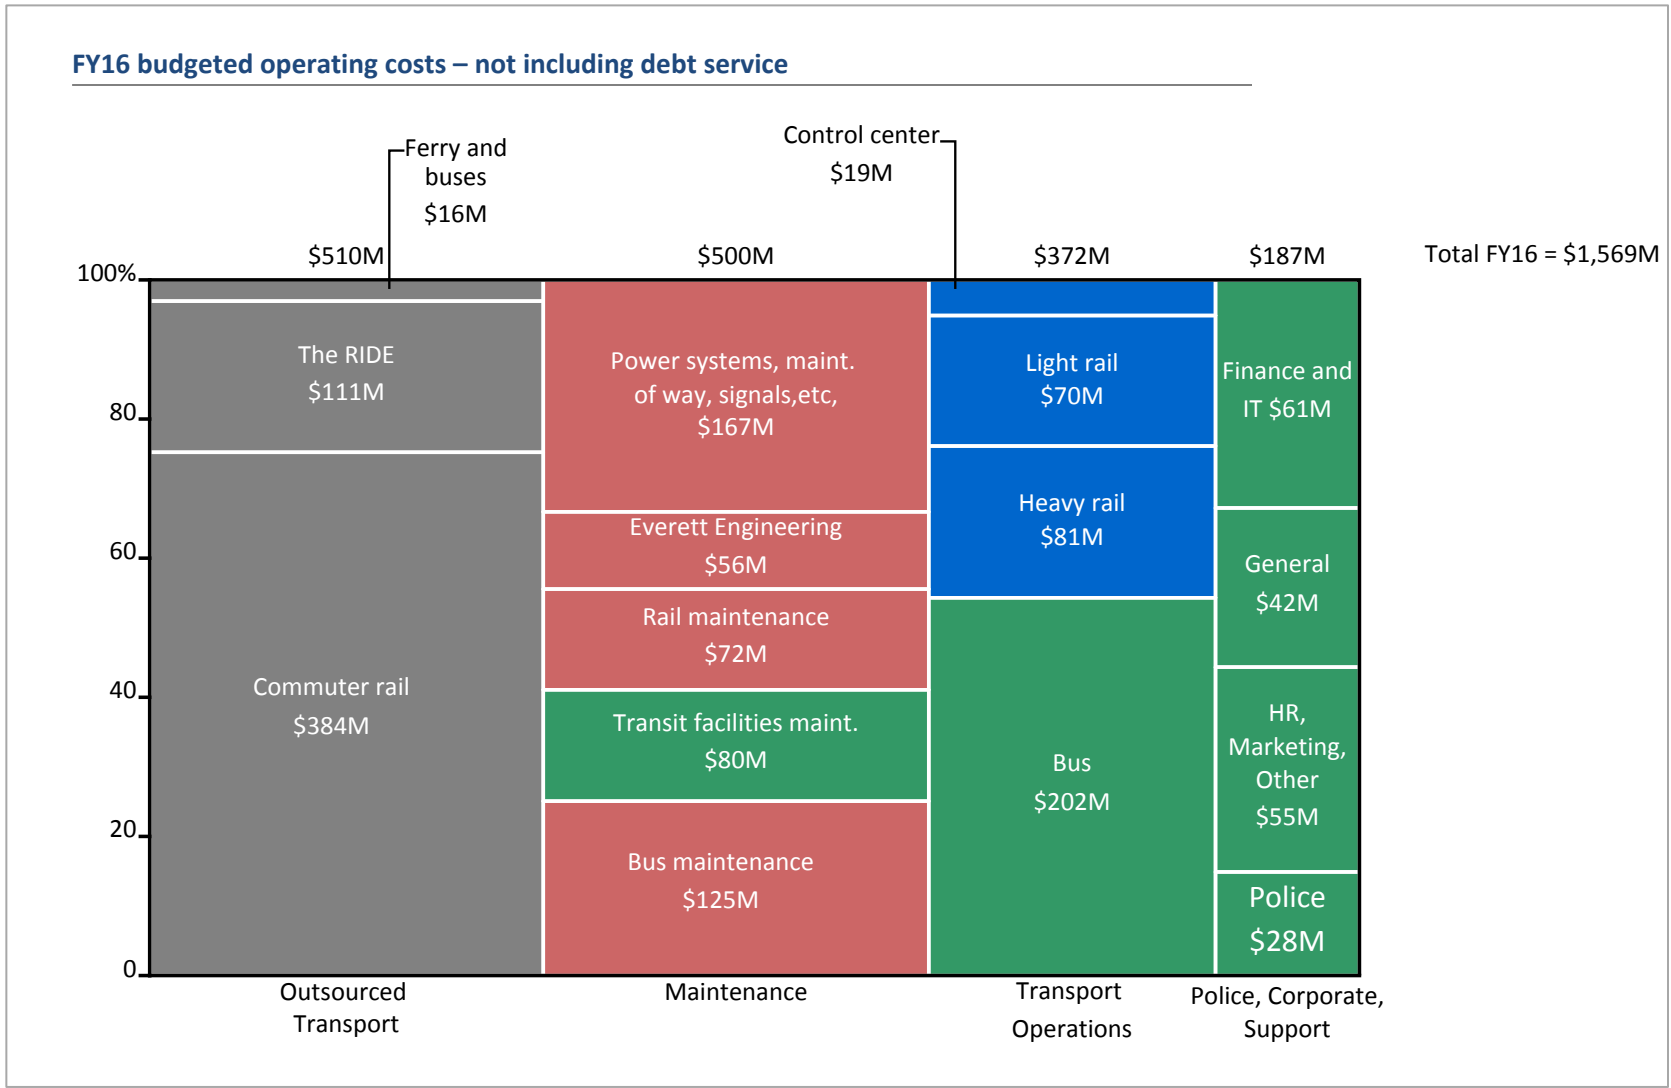 FY16 budgeted operating costs – not including debt service
Ferry and
buses
$16M
Control center
$19M
$510M
$500M
$372M
$187M
Total FY16 = $1,569M
100%
80
60
40
20
0
The RIDE
$111M
Commuter rail
$384M
Power systems, maint.
of way, signals,etc,
$167M
Everett Engineering
$56M
Rail maintenance
$72M
Transit facilities maint.
$80M
Bus maintenance
$125M
Light rail
$70M
Heavy rail
$81M
Bus
$202M
Finance and
IT $61M
General
$42M
HR,
Marketing,
Other
$55M
Police
$28M
Outsourced
Transport
Maintenance
Transport
Operations
Police, Corporate,
Support